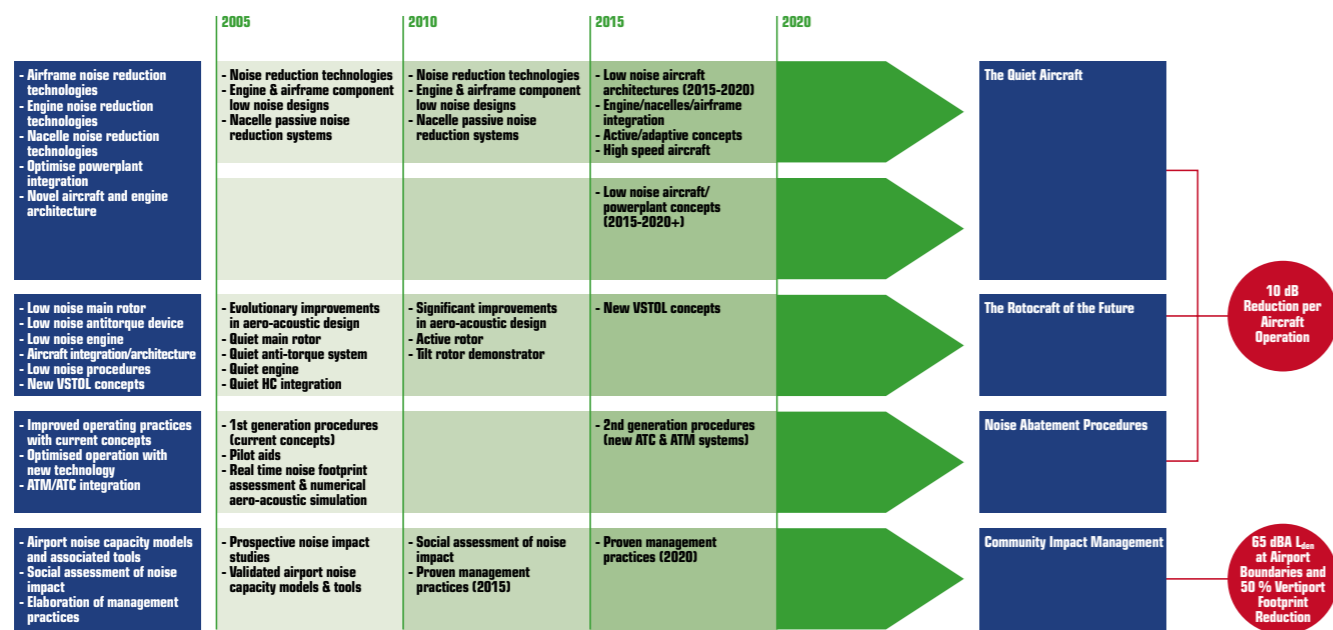 2005
2010
2015
2020
- Airframe noise reduction
technologies
- Engine noise reduction
technologies
- Nacelle noise reduction
technologies
- Optimise powerplant
integration
- Novel aircraft and engine
architecture
- Noise reduction technologies
- Engine & airframe component
low noise designs
- Nacelle passive noise
reduction systems
- Noise reduction technologies
- Engine & airframe component
low noise designs
- Nacelle passive noise
reduction systems
- Low noise aircraft
architectures (2015-2020)
- Engine/nacelles/airframe
integration
- Active/adaptive concepts
- High speed aircraft
- Low noise aircraft/
powerplant concepts
(2015-2020+)
The Quiet Aircraft
- Low noise main rotor
- Low noise antitorque device
- Low noise engine
- Aircraft integration/architecture
- Low noise procedures
- New VSTOL concepts
- Evolutionary improvements
in aero-acoustic design
- Quiet main rotor
- Quiet anti-torque system
- Quiet engine
- Quiet HC integration
- Significant improvements
in aero-acoustic design
- Active rotor
- Tilt rotor demonstrator
- New VSTOL concepts
The Rotocraft of the Future
10 dB
Reduction per
Aircraft
Operation
- Improved operating practices
with current concepts
- Optimised operation with
new technology
- ATM/ATC integration
- 1st generation procedures
(current concepts)
- Pilot aids
- Real time noise footprint
assessment & numerical
aero-acoustic simulation
- 2nd generation procedures
(new ATC & ATM systems)
Noise Abatement Procedures
- Airport noise capacity models
and associated tools
- Social assessment of noise
impact
- Elaboration of management
practices
- Prospective noise impact
studies
- Validated airport noise
capacity models & tools
- Social assessment of noise
impact
- Proven management
practices (2015)
- Proven management
practices (2020)
Community Impact Management
65 dBA Lden
at Airport
Boundaries and
50 % Vertiport
Footprint
Reduction